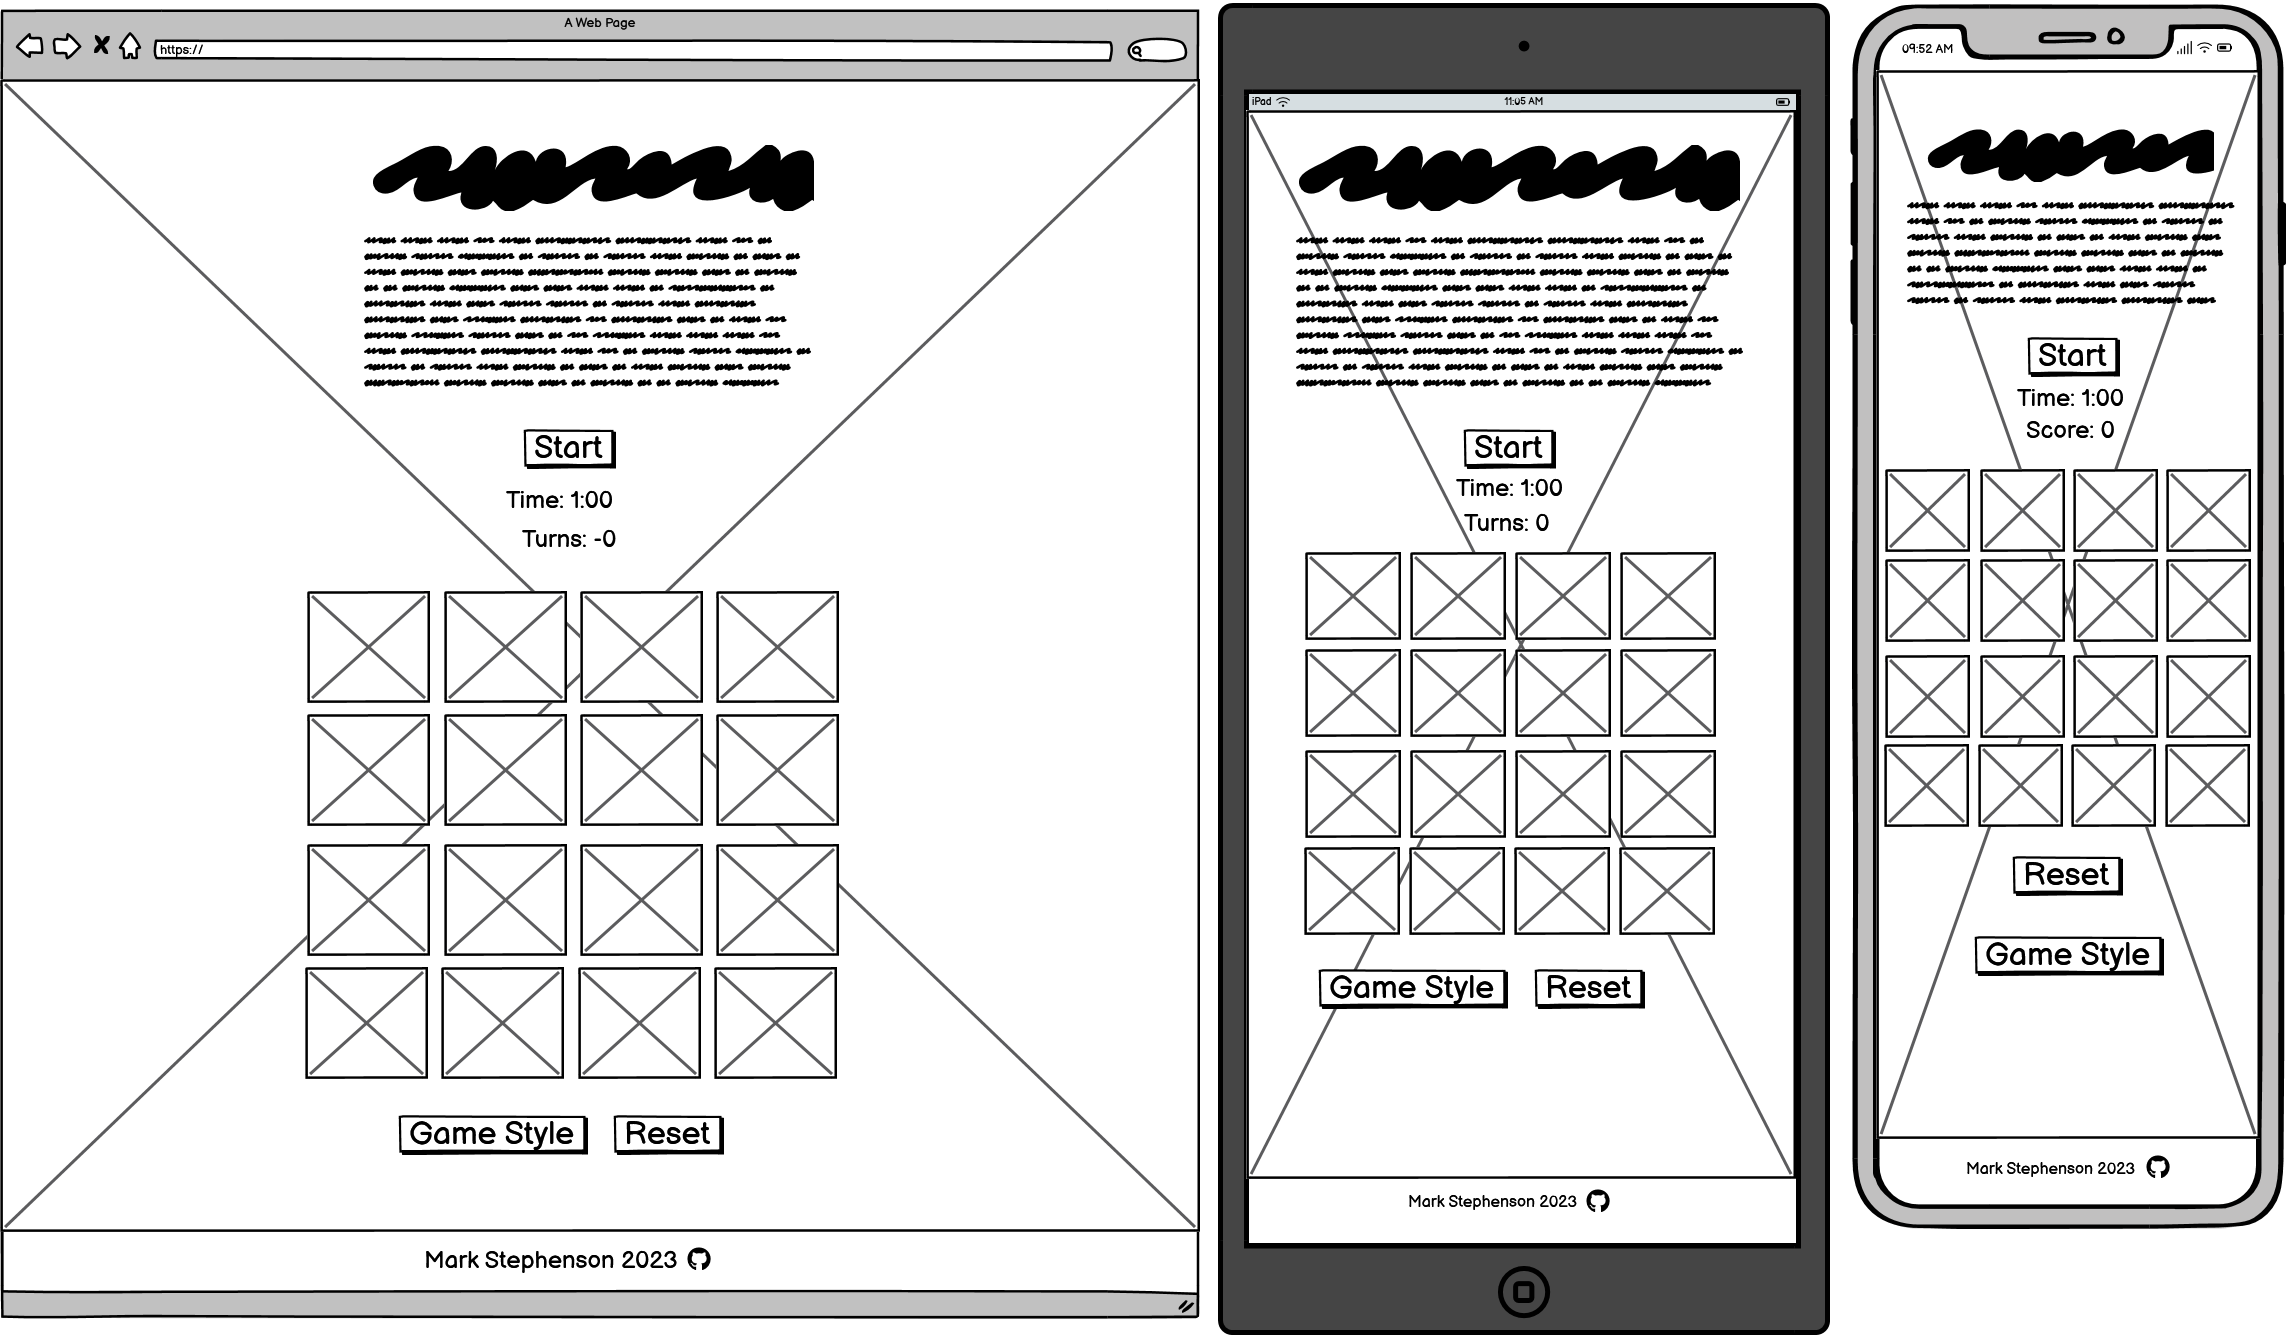 A Web Page
https://
Start
Time: 1:00
Turns: -0
Game Style Reset
Mark Stephenson 2023
iPad 11:05 AM
Start
Time: 1:00
Turns: 0
Game Style Reset
Mark Stephenson 2023
09:52 AM
Start
Time: 1:00
Score: 0
Reset
Game Style
Mark Stephenson 2023